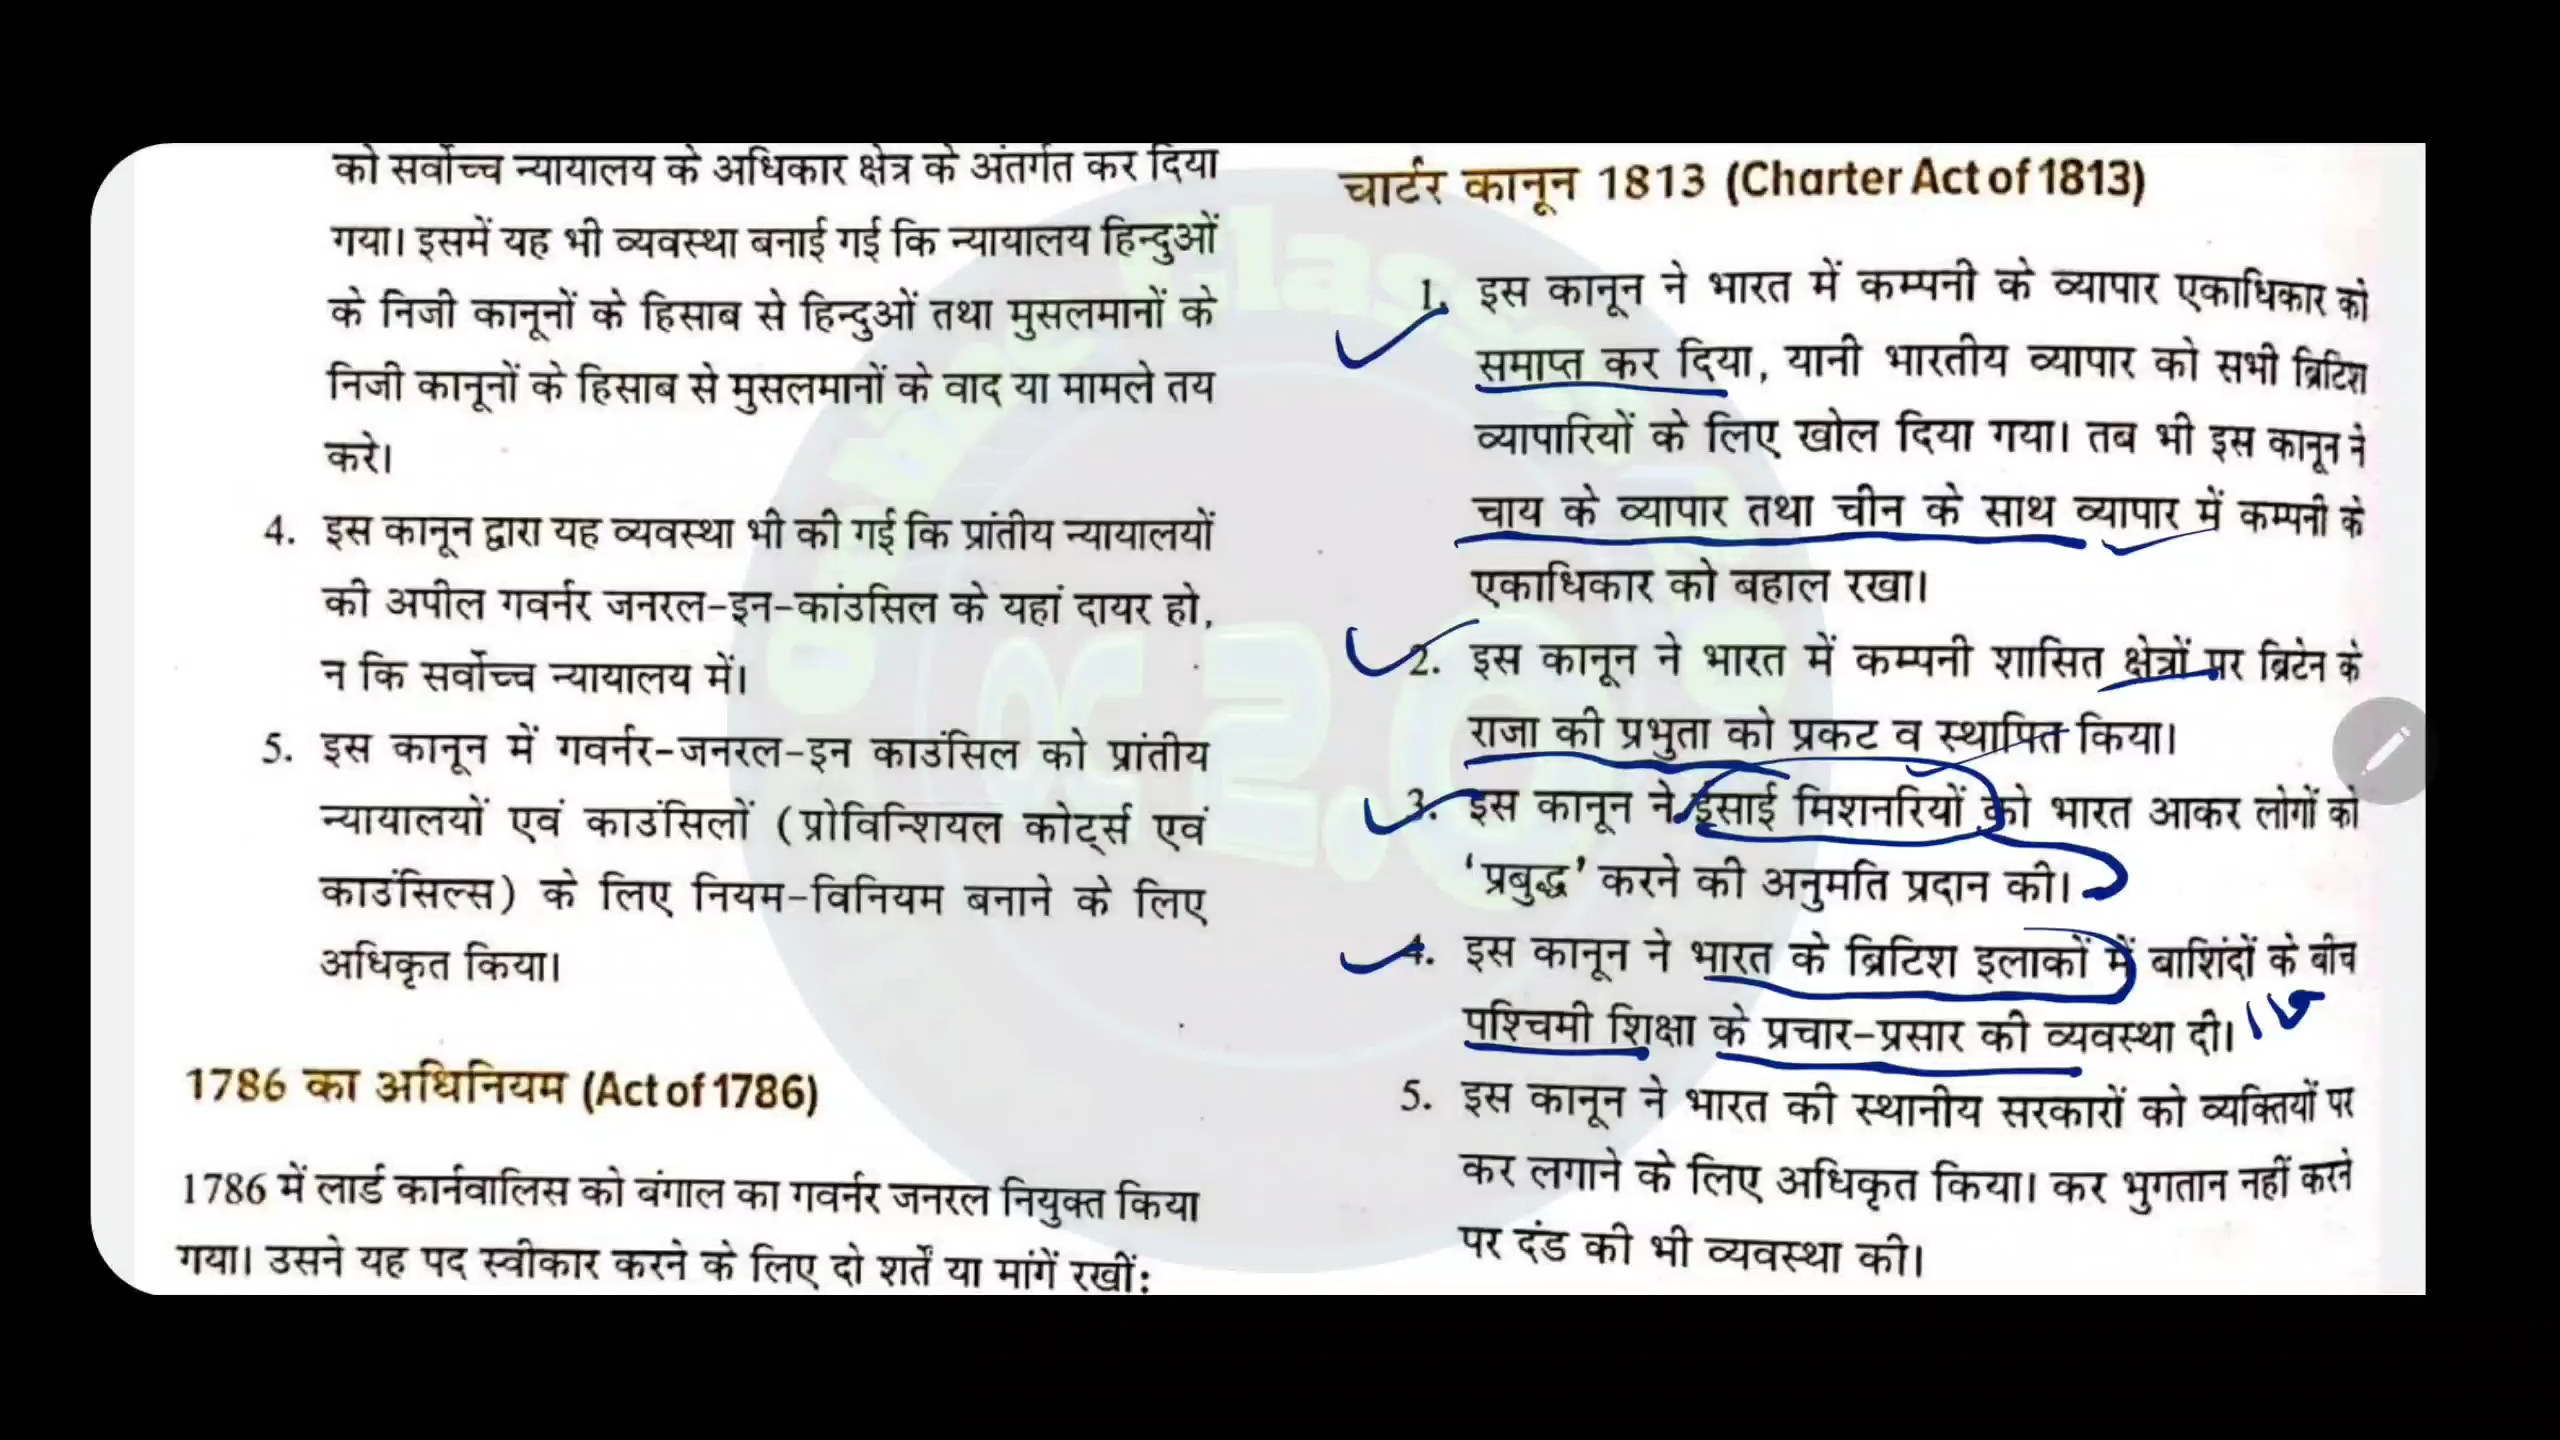 को सर्वोच्च न्यायालय के अधिकार क्षेत्र के अंतर्गत कर दिया
गया। इसमें यह भी व्यवस्था बनाई गई कि न्यायालय हिन्दुओं
के निजी कानूनों के हिसाब से हिन्दुओं तथा मुसलमानों के
निजी कानूनों के हिसाब से मुसलमानों के वाद या मामले तय
करे।
4. इस कानून द्वारा यह व्यवस्था भी की गई कि प्रांतीय न्यायालयों
की अपील गवर्नर जनरल-इन-कांउसिल के यहां दायर हो,
न कि सर्वोच्च न्यायालय में।
5. इस कानून में गवर्नर-जनरल-इन काउंसिल को प्रांतीय
न्यायालयों एवं काउंसिलों (प्रोविन्शियल कोर्ट्स एवं
काउंसिल्स) के लिए नियम-विनियम बनाने के लिए
अधिकृत किया।
1786 का अधिनियम (Act of 1786)
1786 में लार्ड कार्नवालिस को बंगाल का गवर्नर जनरल नियुक्त किया
गया। उसने यह पद स्वीकार करने के लिए दो शर्तें या मांगें रखीं:
चार्टर कानून 1813 (Charter Act of 1813)
1. इस कानून ने भारत में कम्पनी के व्यापार एकाधिकार को
समाप्त कर दिया, यानी भारतीय व्यापार को सभी ब्रिटिश
व्यापारियों के लिए खोल दिया गया। तब भी इस कानून ने
चाय के व्यापार तथा चीन के साथ व्यापार में कम्पनी के
एकाधिकार को बहाल रखा।
2. इस कानून ने भारत में कम्पनी शासित क्षेत्रों पर ब्रिटेन के
राजा की प्रभुता को प्रकट व स्थापित किया।
3. इस कानून ने ईसाई मिशनरियों को भारत आकर लोगों को
‘प्रबुद्ध’ करने की अनुमति प्रदान की।
4. इस कानून ने भारत के ब्रिटिश इलाकों में बाशिंदों के बीच
पश्चिमी शिक्षा के प्रचार-प्रसार की व्यवस्था दी।
5. इस कानून ने भारत की स्थानीय सरकारों को व्यक्तियों पर
कर लगाने के लिए अधिकृत किया। कर भुगतान नहीं करने
पर दंड की भी व्यवस्था की।